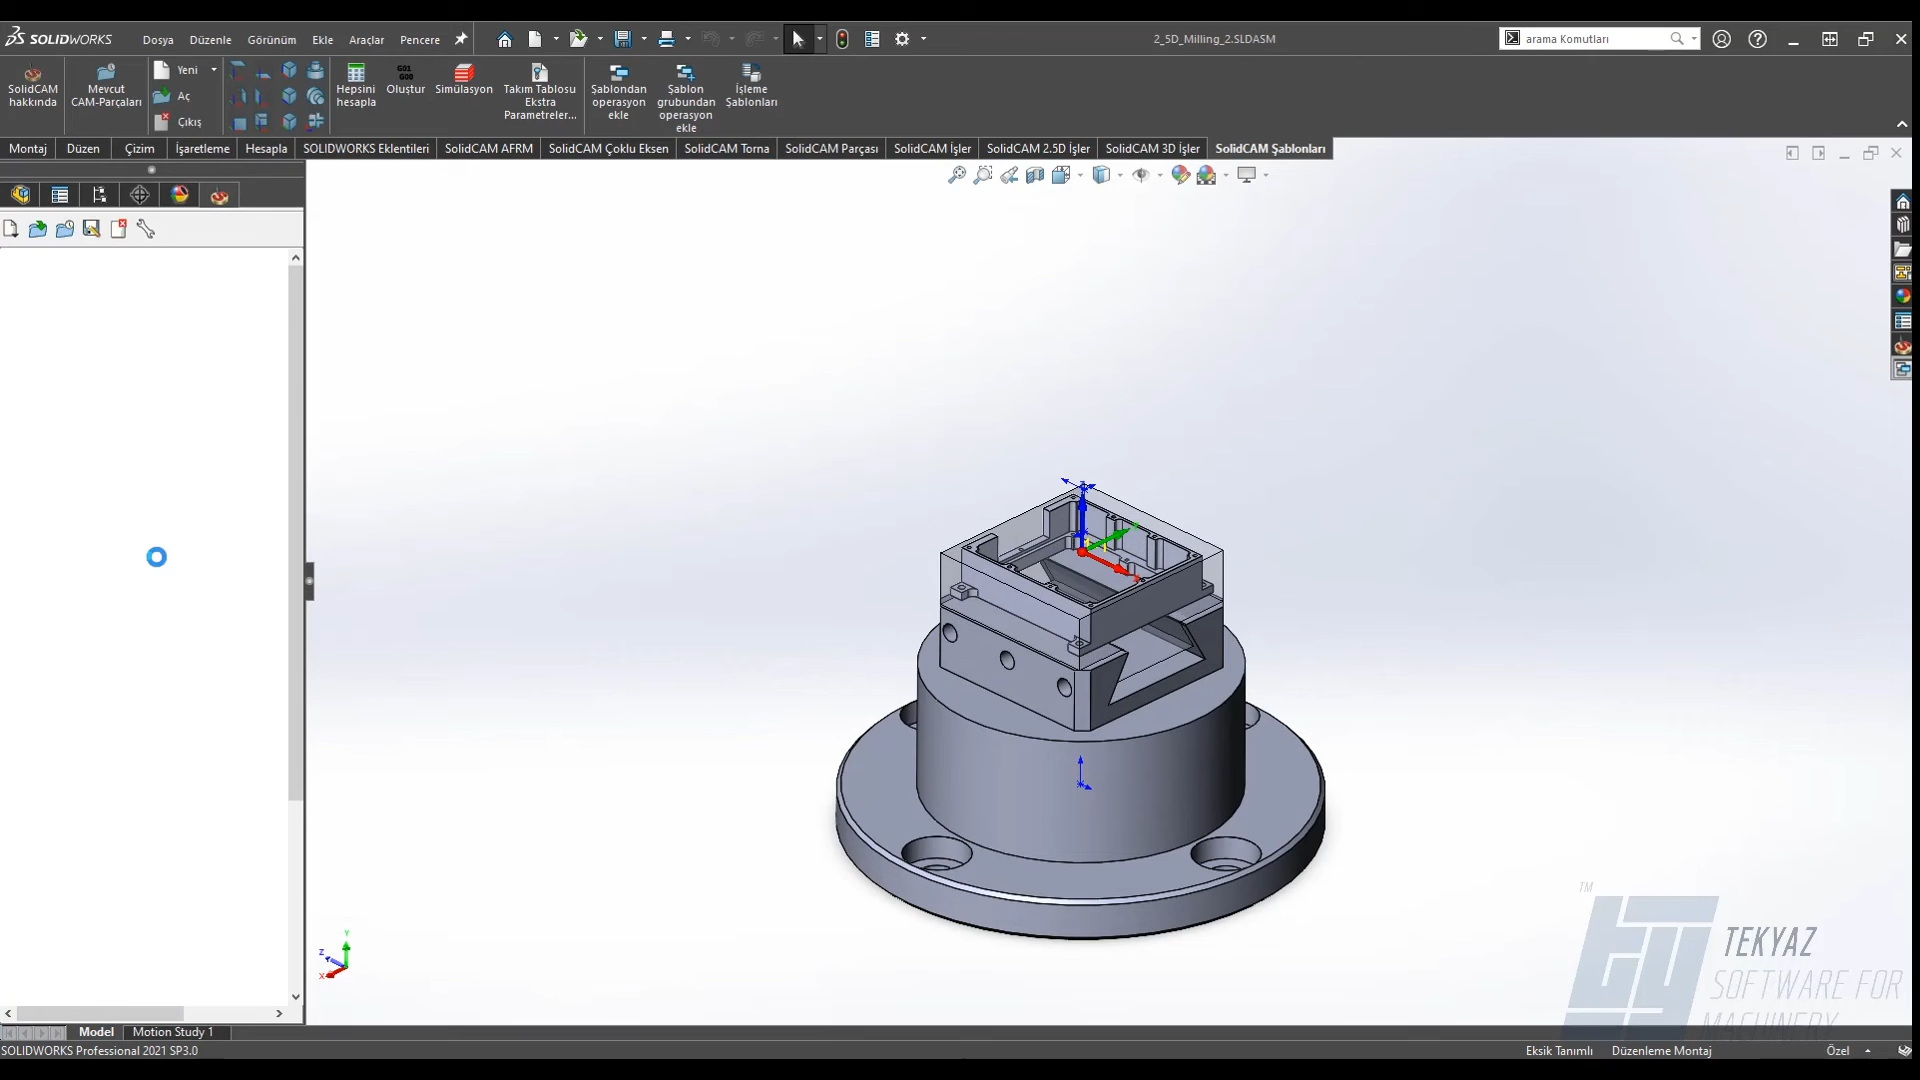 SOLIDWORKS Dosya Düzenle Görünüm Ekle Araçlar Pencere 2_5D_Milling_2.SLDASM arama Komutları
SolidCAM
hakkında
Mevcut
CAM-Parçaları
Yeni
Aç
Çıkış
Hepsini
hesapla
G01
G00
Oluştur
Simülasyon
Takım Tablosu
Ekstra
Parametreler...
Şablondan
operasyon
ekle
Şablon
grubundan
operasyon
ekle
İşleme
Şablonları
Montaj Düzen Çizim İşaretleme Hesapla SOLIDWORKS Eklentileri SolidCAM AFRM SolidCAM Çoklu Eksen SolidCAM Torna SolidCAM Parçası SolidCAM İşler SolidCAM 2.5D İşler SolidCAM 3D İşler SolidCAM Şablonları
Z
Y
X
TM
TEKYAZ
SOFTWARE FOR
MACHINERY
Model Motion Study 1
SOLIDWORKS Professional 2021 SP3.0 Eksik Tanımlı Düzenleme Montaj Özel